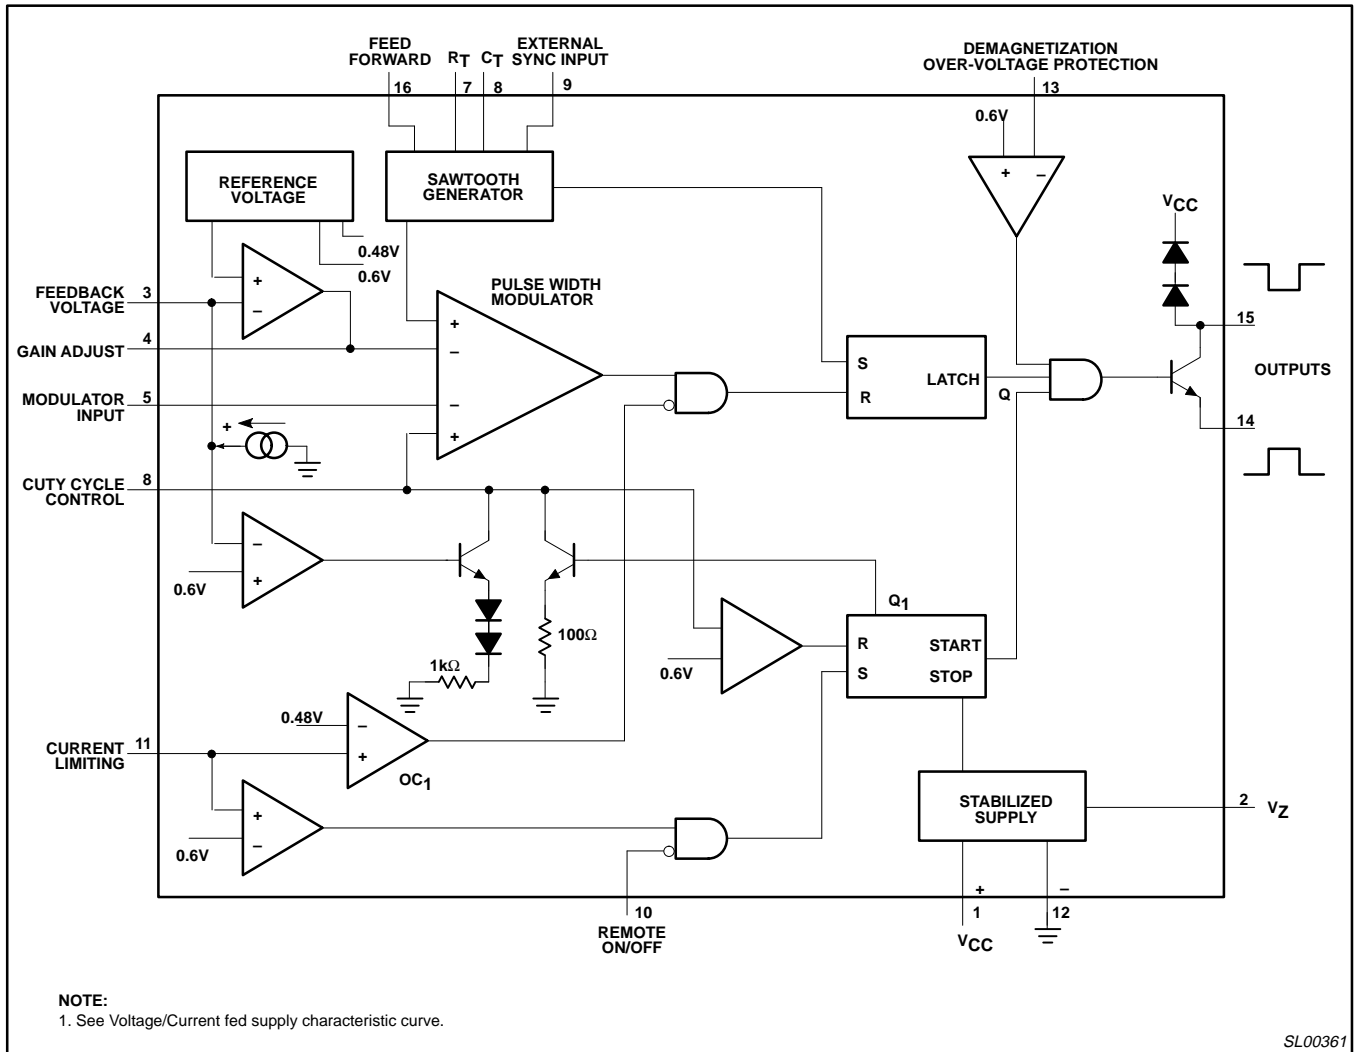 FEED
FORWARD
RT
CT
EXTERNAL
SYNC INPUT
DEMAGNETIZATION
OVER-VOLTAGE PROTECTION
16
7
8
9
13
0.6V
+
−
REFERENCE
VOLTAGE
SAWTOOTH
GENERATOR
VCC
0.48V
0.6V
+
−
PULSE WIDTH
MODULATOR
FEEDBACK
VOLTAGE
3
15
GAIN ADJUST
4
+
−
S
R
LATCH
Q
OUTPUTS
MODULATOR
INPUT
5
−
+
14
+
CUTY CYCLE
CONTROL
8
−
+
0.6V
Q1
100Ω
1kΩ
0.6V
R
S
START
STOP
0.48V
−
+
OC1
CURRENT
LIMITING
11
+
−
0.6V
STABILIZED
SUPPLY
2
VZ
+
−
10
REMOTE
ON/OFF
1
12
VCC
NOTE:
1. See Voltage/Current fed supply characteristic curve.
SL00361